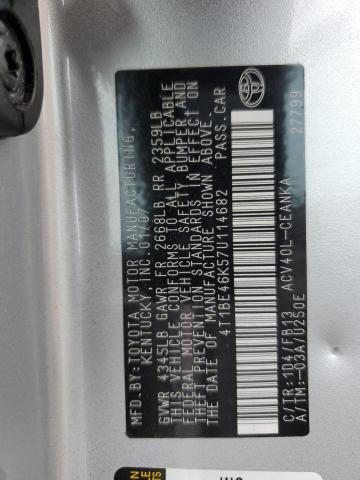 MFD.BY:TOYOTA MOTOR MANUFACTURING,
KENTUCKY, INC. 01/07
GVWR 4345LB GAWR FR 2668LB RR 2359LB
THIS VEHICLE CONFORMS TO ALL APPLICABLE
FEDERAL MOTOR VEHICLE SAFETY, BUMPER AND
THEFT PREVENTION STANDARDS IN EFFECT ON
THE DATE OF MANUFACTURE SHOWN ABOVE.
4T1BE46K57U114682 PASS.CAR
C/TR:1D4/FB13 ACV40L-CEANKA
A/TM:-03A/U250E 27799